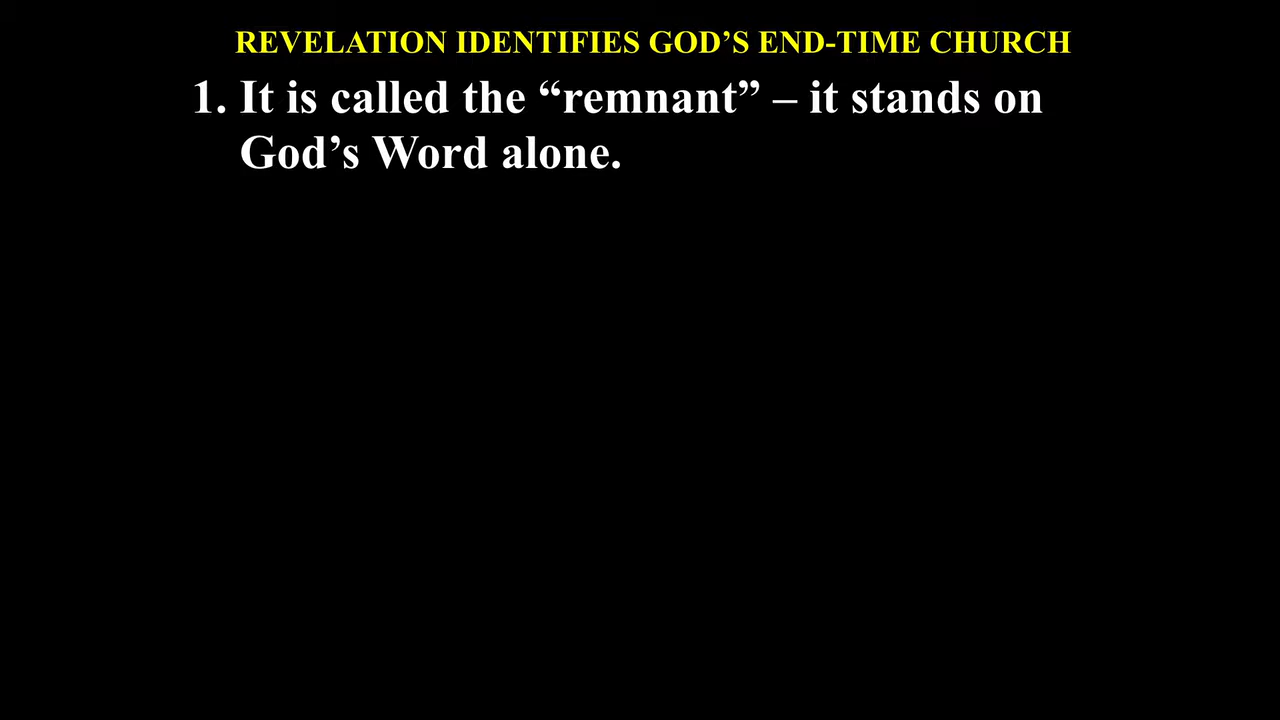 REVELATION IDENTIFIES GOD’S END-TIME CHURCH
1. It is called the “remnant” – it stands on
God’s Word alone.